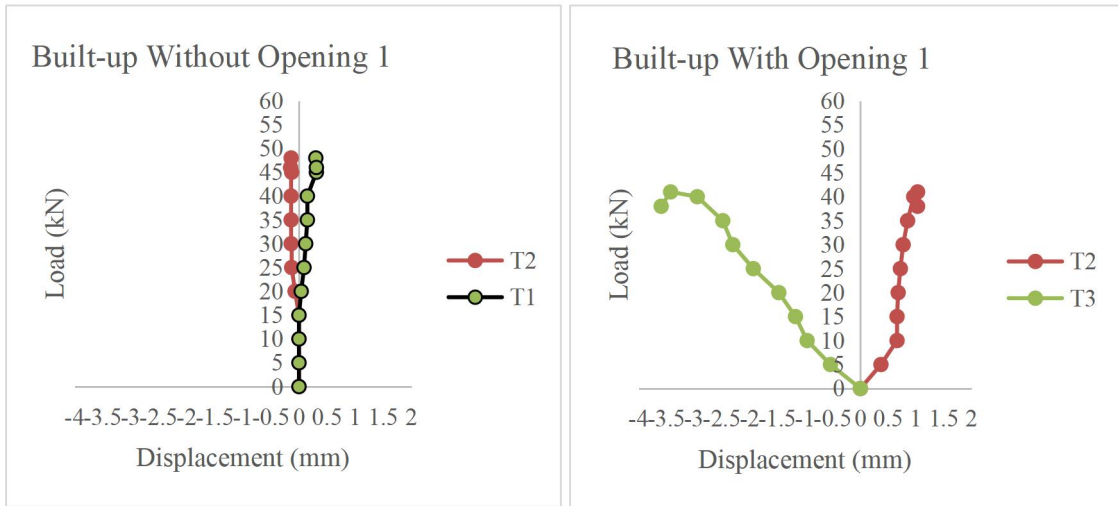 Built-up Without Opening 1
60
55
50
45
40
35
30
25
20
15
10
5
0
Load (kN)
-4-3.5-3-2.5-2-1.5-1-0.5 0 0.5 1 1.5 2
Displacement (mm)
T2
T1
Built-up With Opening 1
60
55
50
45
40
35
30
25
20
15
10
5
0
Load (kN)
-4-3.5-3-2.5-2-1.5-1-0.5 0 0.5 1 1.5 2
Displacement (mm)
T2
T3